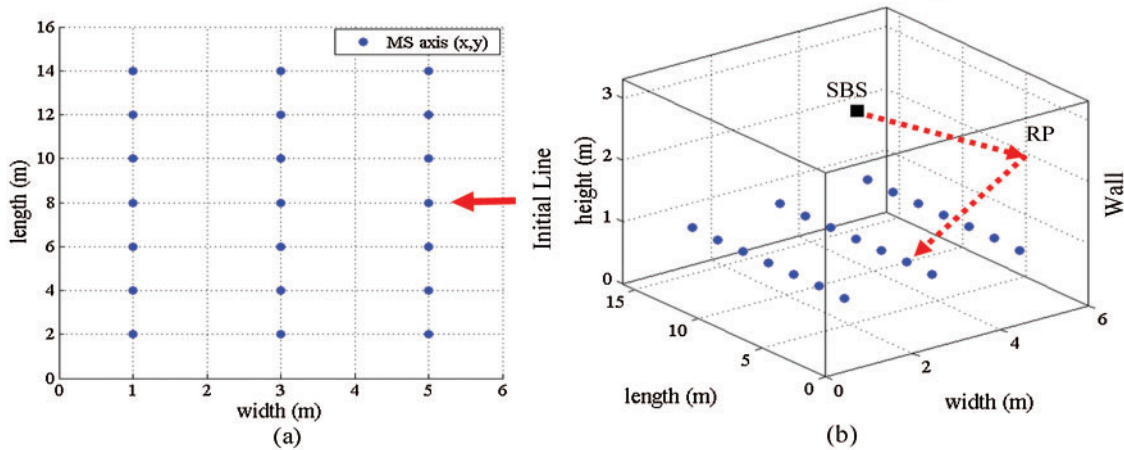 16
14
12
10
8
6
4
2
0
length (m)
MS axis (x,y)
0
1
2
3
4
5
6
width (m)
(a)
Initial Line
3
2
1
0
height (m)
SBS
RP
Wall
15
10
5
0
length (m)
0
2
4
6
width (m)
(b)